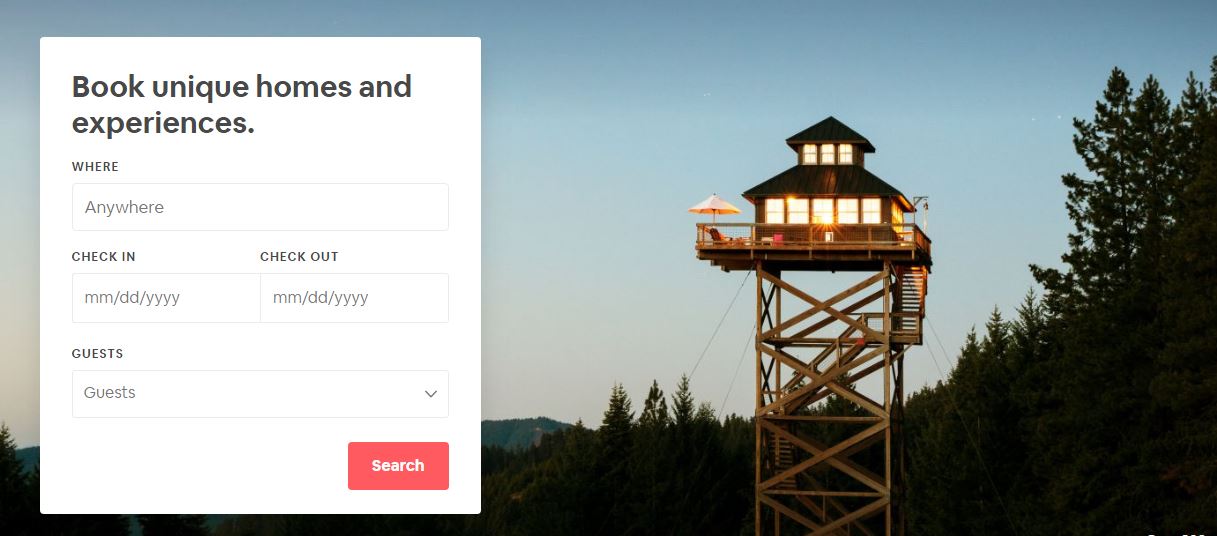 Book unique homes and
experiences.
WHERE
Anywhere
CHECK IN CHECK OUT
mm/dd/yyyy mm/dd/yyyy
GUESTS
Guests
Search